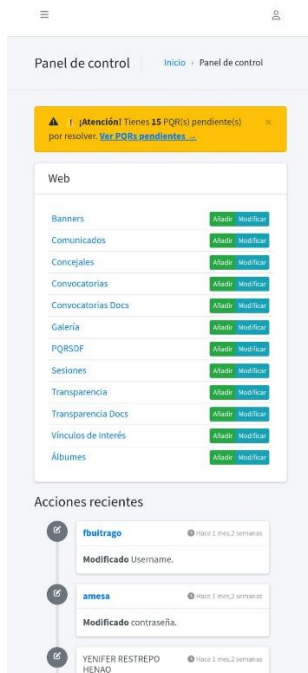 Panel de control
Inicio › Panel de control
! ¡Atención! Tienes 15 PQR(s) pendiente(s) ×
por resolver. Ver PQRs pendientes →
Web
Banners Añadir Modificar
Comunicados Añadir Modificar
Concejales Añadir Modificar
Convocatorias Añadir Modificar
Convocatorias Docs Añadir Modificar
Galería Añadir Modificar
PQRSDF Añadir Modificar
Sesiones Añadir Modificar
Transparencia Añadir Modificar
Transparencia Docs Añadir Modificar
Vínculos de Interés Añadir Modificar
Álbumes Añadir Modificar
Acciones recientes
fbuitrago Hace 1 mes,2 semanas
Modificado Username.
amesa Hace 1 mes,2 semanas
Modificado contraseña.
YENIFER RESTREPO Hace 1 mes,2 semanas
HENAO